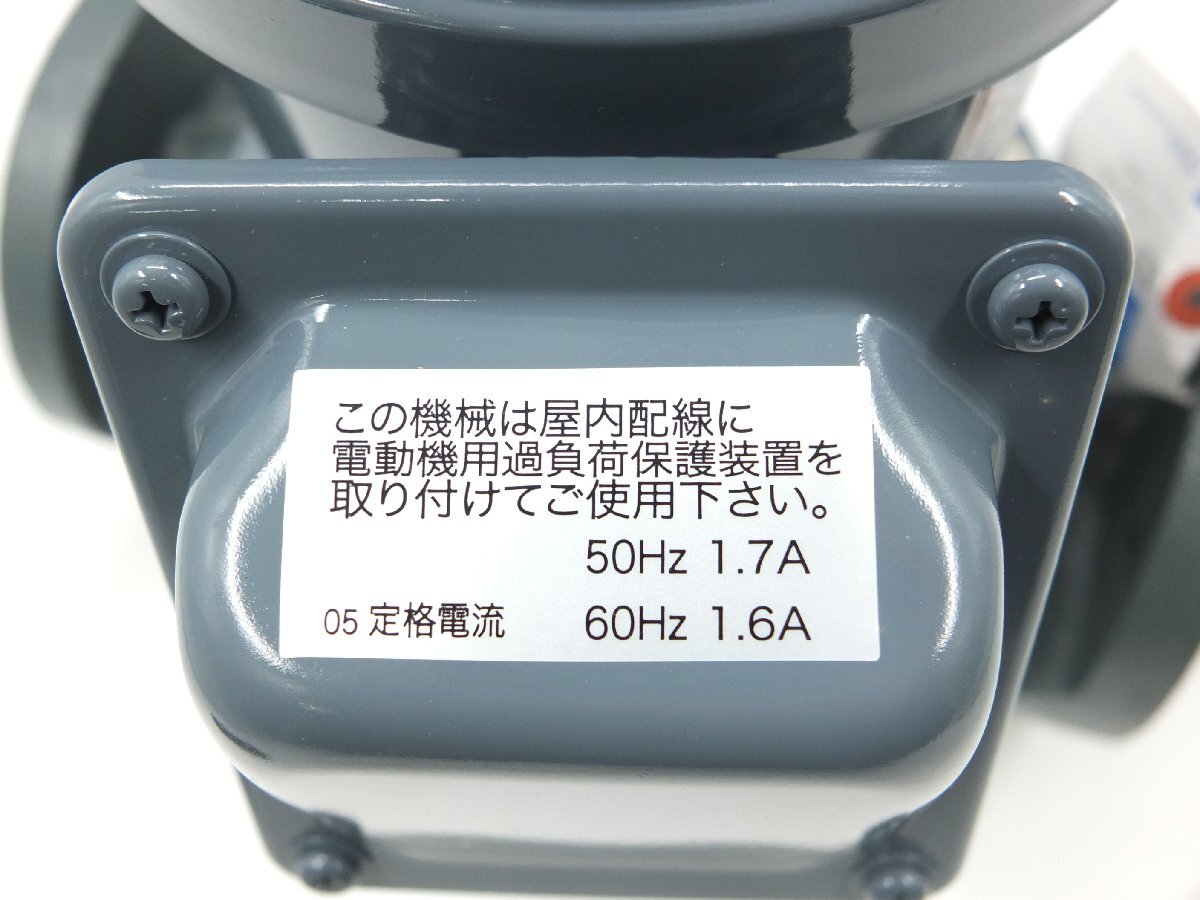 この機械は屋内配線に
電動機用過負荷保護装置を
取り付けてご使用下さい。
50Hz 1.7A
05 定格電流 60Hz 1.6A